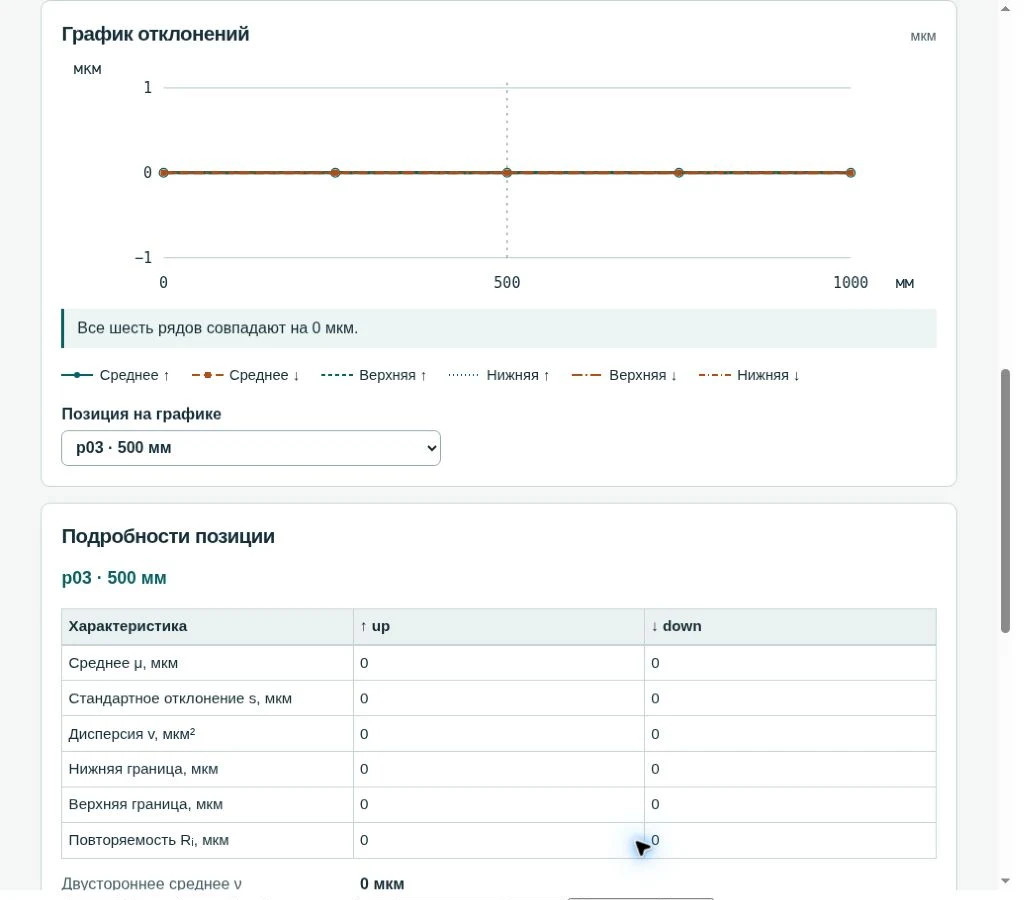 График отклонений
мкм
мкм
1
0
−1
0 500 1000 мм
Все шесть рядов совпадают на 0 мкм.
Среднее ↑ Среднее ↓ Верхняя ↑ Нижняя ↑ Верхняя ↓ Нижняя ↓
Позиция на графике
p03 · 500 мм
Подробности позиции
p03 · 500 мм
Характеристика ↑ up ↓ down
Среднее μ, мкм 0 0
Стандартное отклонение s, мкм 0 0
Дисперсия v, мкм² 0 0
Нижняя граница, мкм 0 0
Верхняя граница, мкм 0 0
Повторяемость Rᵢ, мкм 0 0
Двустороннее среднее ν 0 мкм